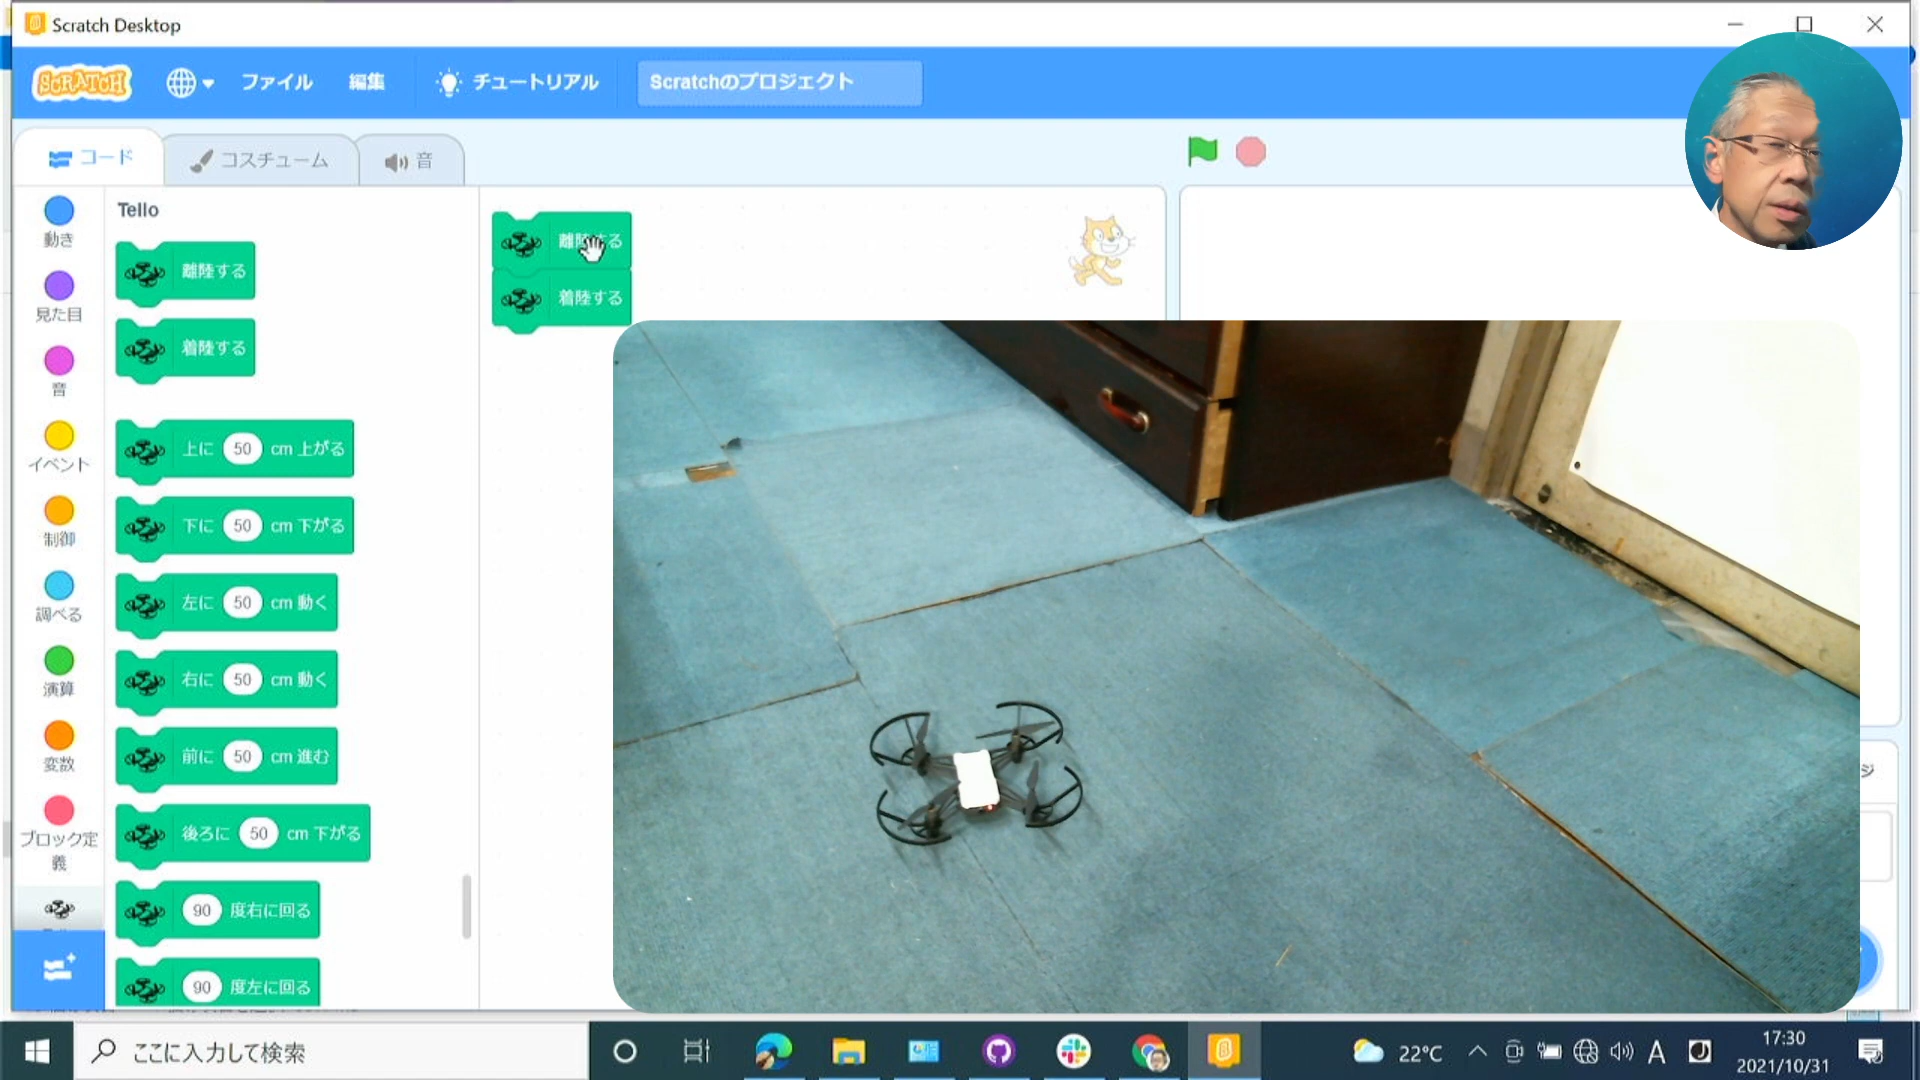 Scratch Desktop
SCRATCH
ファイル
編集
チュートリアル
Scratchのプロジェクト
コード
コスチューム
音
動き
見た目
音
イベント
制御
調べる
演算
変数
ブロック定
義
Tello
離陸する
着陸する
上に 50 cm 上がる
下に 50 cm 下がる
左に 50 cm 動く
右に 50 cm 動く
前に 50 cm 進む
後ろに 50 cm 下がる
90 度右に回る
90 度左に回る
離陸する
着陸する
ジ
ここに入力して検索
22°C
A
17:30
2021/10/31